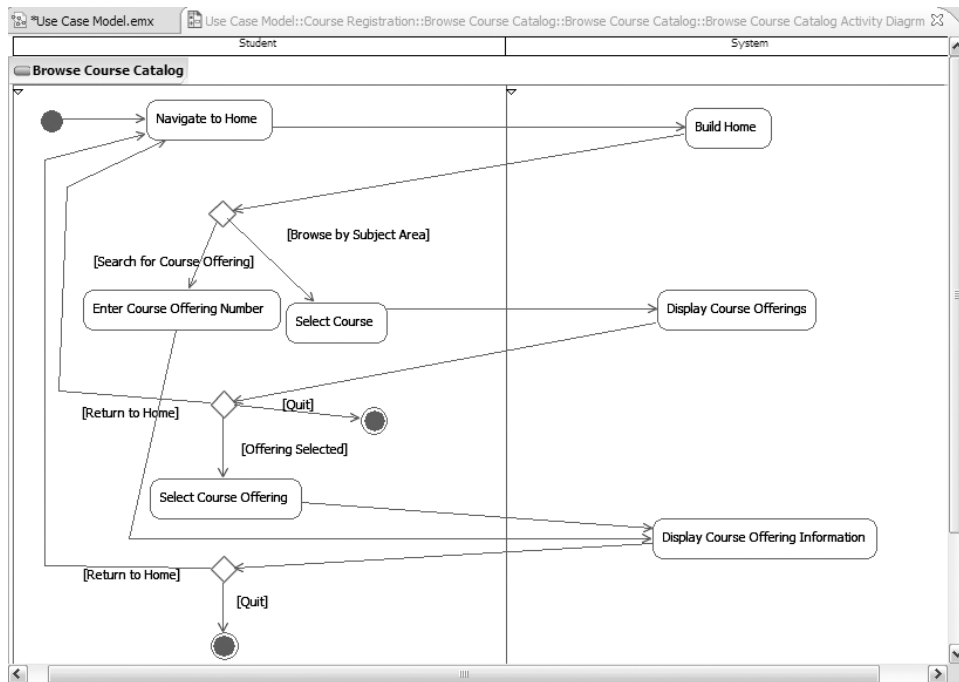 *Use Case Model.emx
Use Case Model::Course Registration::Browse Course Catalog::Browse Course Catalog::Browse Course Catalog Activity Diagrm
Student
System
Browse Course Catalog
Navigate to Home
Build Home
[Browse by Subject Area]
[Search for Course Offering]
Enter Course Offering Number
Select Course
Display Course Offerings
[Return to Home]
[Quit]
[Offering Selected]
Select Course Offering
Display Course Offering Information
[Return to Home]
[Quit]